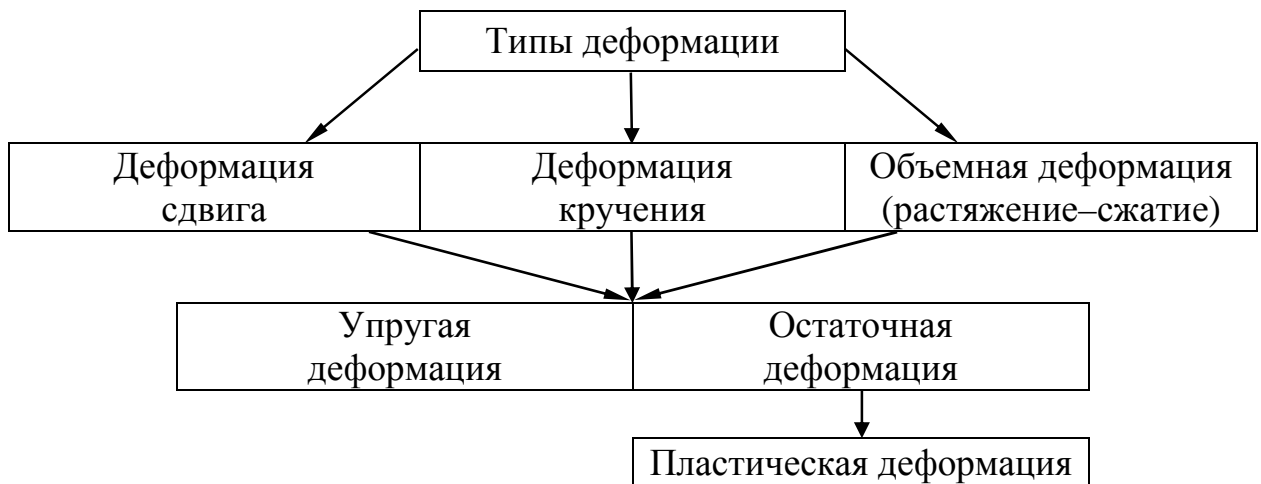 Типы деформации
Деформация
сдвига
Деформация
кручения
Объемная деформация
(растяжение–сжатие)
Упругая
деформация
Остаточная
деформация
Пластическая деформация